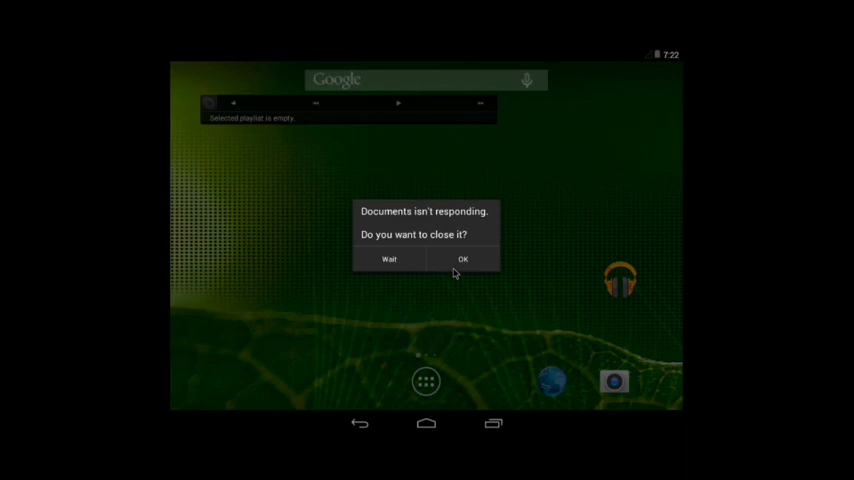 7:22
Google
Selected playlist is empty.
Documents isn't responding.
Do you want to close it?
Wait
OK